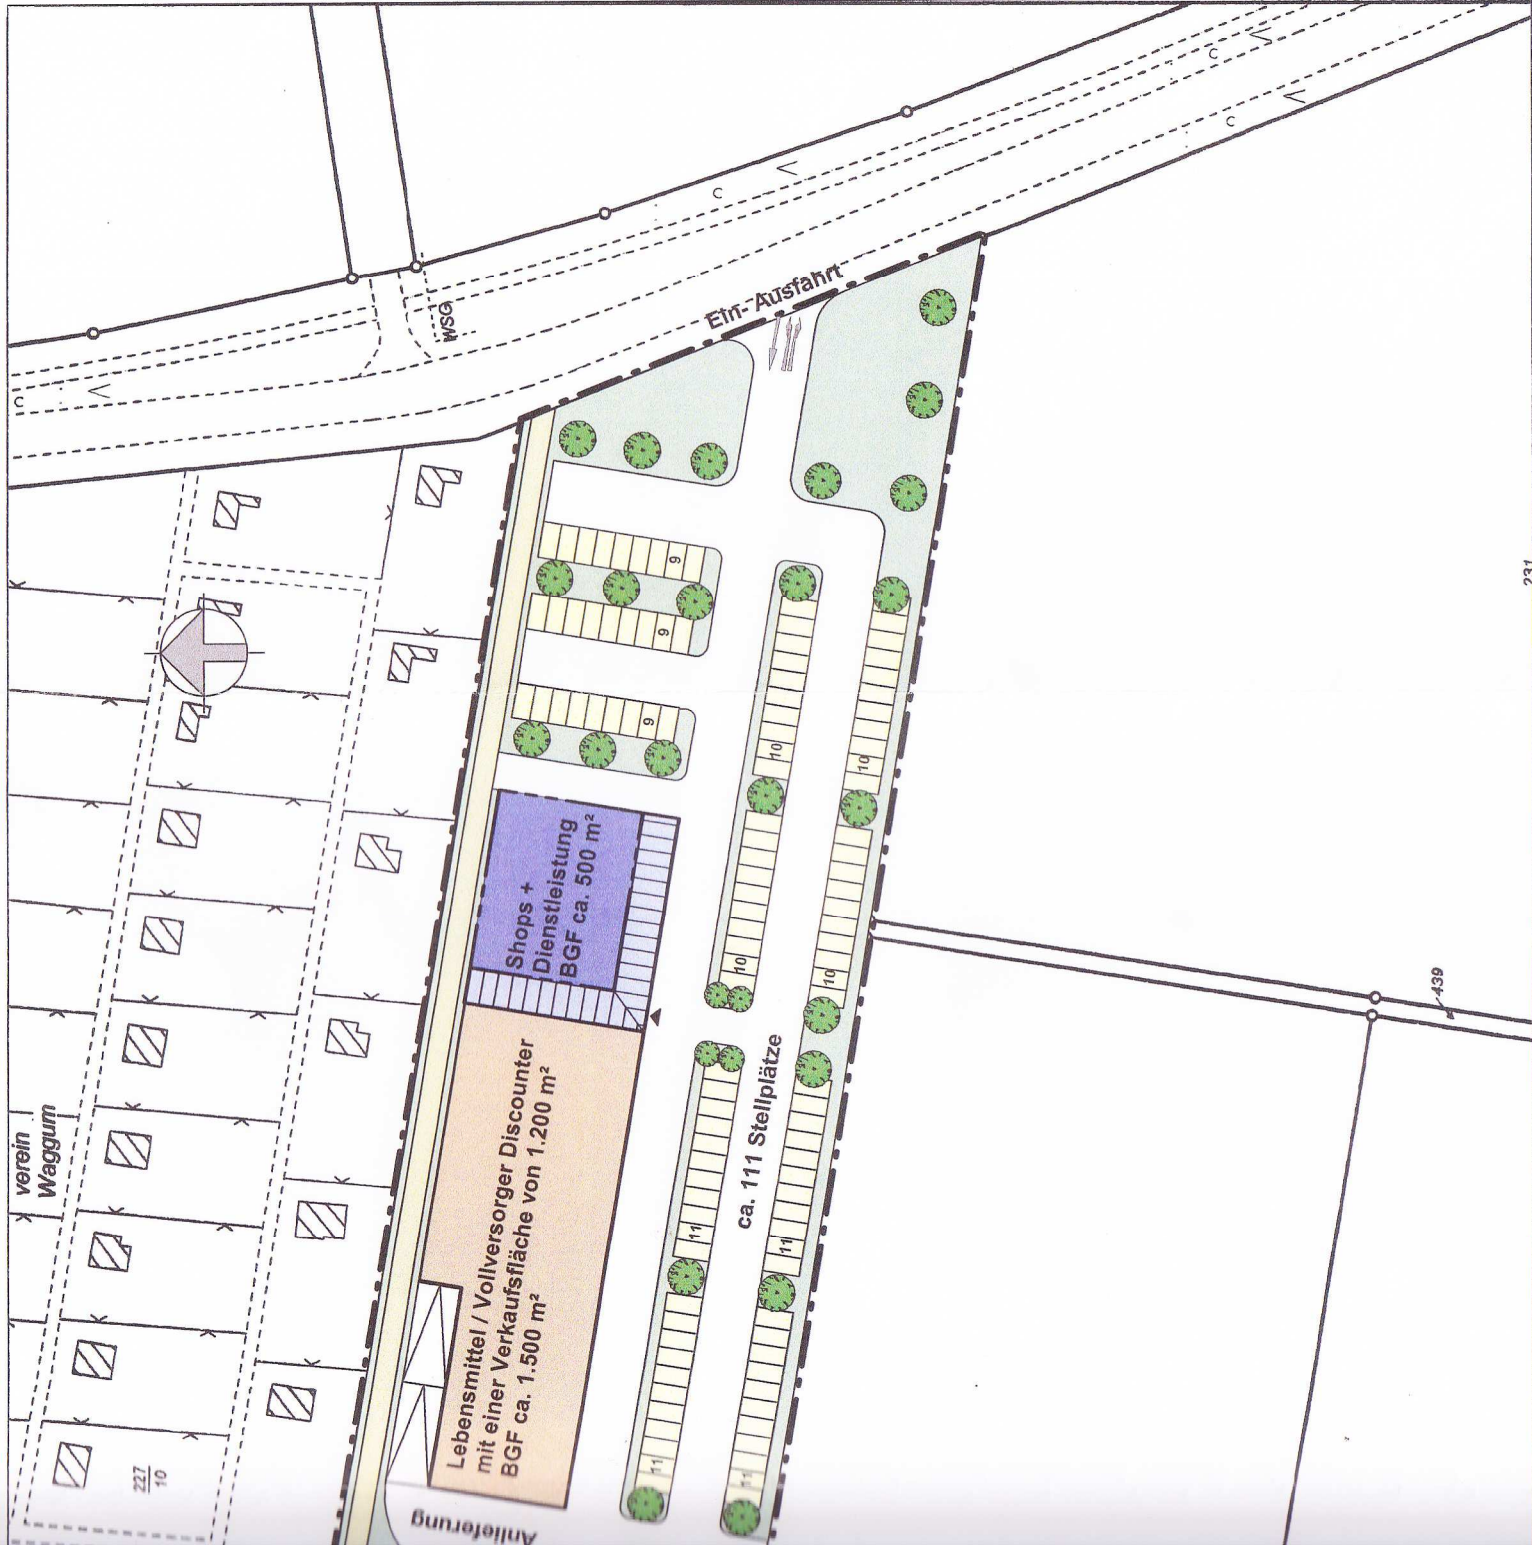 c
c
c
c
WSG
Ein- Ausfahrt
9
9
9
231
10
10
10
10
Shops +
Dienstleistung
BGF ca. 500 m²
439
ca. 111 Stellplätze
verein
Waggum
Lebensmittel / Vollversorger Discounter
mit einer Verkaufsfläche von 1.200 m²
BGF ca. 1.500 m²
11
11
11
11
227
10
Anlieferung